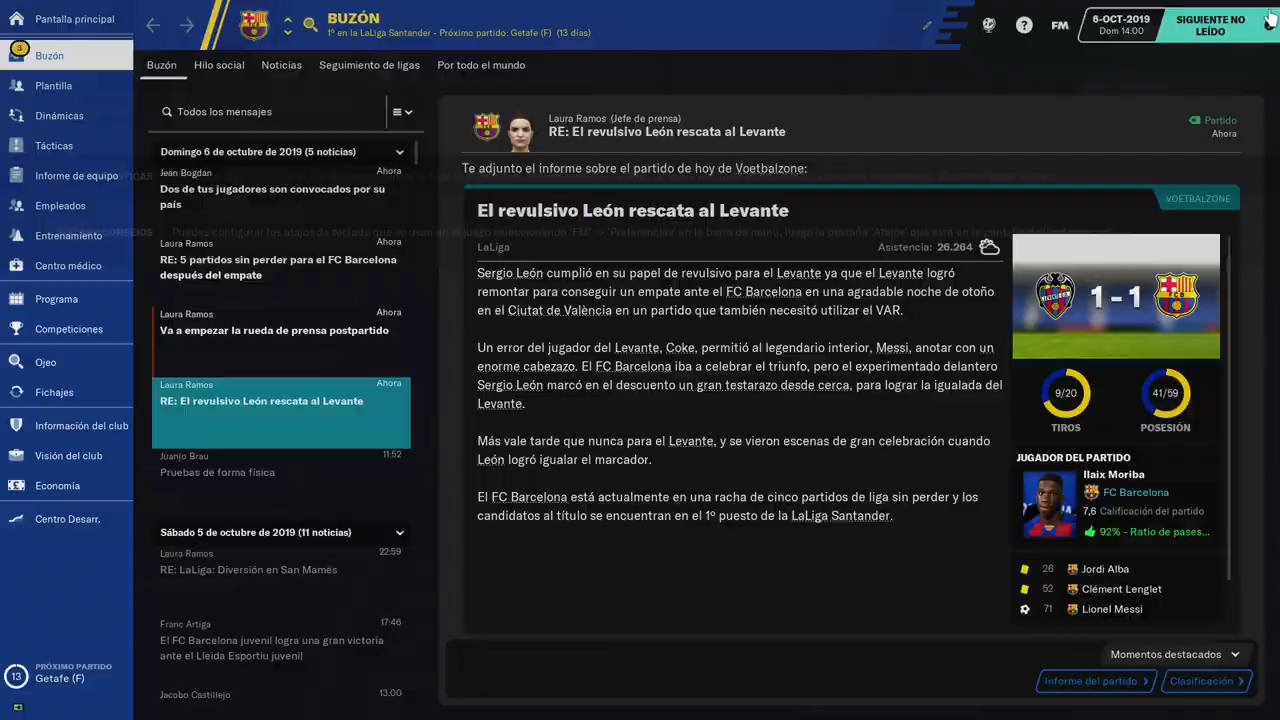 Pantalla principal
3
Buzón
Plantilla
Dinámicas
Tácticas
Informe de equipo
Empleados
Entrenamiento
Centro médico
Programa
Competiciones
Ojeo
Fichajes
Información del club
Visión del club
Economía
Centro Desarr.
13
PRÓXIMO PARTIDO
Getafe (F)
BUZÓN
1º en la LaLiga Santander - Próximo partido: Getafe (F) (13 días)
FM
6-OCT-2019
Dom 14:00
SIGUIENTE NO LEÍDO
Buzón Hilo social Noticias Seguimiento de ligas Por todo el mundo
Todos los mensajes
Domingo 6 de octubre de 2019 (5 noticias)
Jean Bogdan Ahora
Dos de tus jugadores son convocados por su
país
Laura Ramos Ahora
RE: 5 partidos sin perder para el FC Barcelona
después del empate
Laura Ramos Ahora
Va a empezar la rueda de prensa postpartido
Laura Ramos Ahora
RE: El revulsivo León rescata al Levante
Juanjo Brau 11:52
Pruebas de forma física
Sábado 5 de octubre de 2019 (11 noticias)
Laura Ramos 22:59
RE: LaLiga: Diversión en San Mamés
Franc Artiga 17:46
El FC Barcelona juvenil logra una gran victoria
ante el Lleida Esportiu juvenil
Jacobo Castillejo 13:00
Laura Ramos (Jefe de prensa)
RE: El revulsivo León rescata al Levante
Partido
Ahora
Te adjunto el informe sobre el partido de hoy de Voetbalzone:
VOETBALZONE
El revulsivo León rescata al Levante
LaLiga
Asistencia: 26.264
Sergio León cumplió en su papel de revulsivo para el Levante ya que el Levante logró
remontar para conseguir un empate ante el FC Barcelona en una agradable noche de otoño
en el Ciutat de València en un partido que también necesitó utilizar el VAR.
Un error del jugador del Levante, Coke, permitió al legendario interior, Messi, anotar con un
enorme cabezazo. El FC Barcelona iba a celebrar el triunfo, pero el experimentado delantero
Sergio León marcó en el descuento un gran testarazo desde cerca, para lograr la igualada del
Levante.
Más vale tarde que nunca para el Levante, y se vieron escenas de gran celebración cuando
León logró igualar el marcador.
El FC Barcelona está actualmente en una racha de cinco partidos de liga sin perder y los
candidatos al título se encuentran en el 1º puesto de la LaLiga Santander.
1 - 1
9/20
TIROS
41/59
POSESIÓN
JUGADOR DEL PARTIDO
Ilaix Moriba
FC Barcelona
7,6 Calificación del partido
92% - Ratio de pases...
26 Jordi Alba
52 Clément Lenglet
71 Lionel Messi
Momentos destacados
Informe del partido
Clasificación